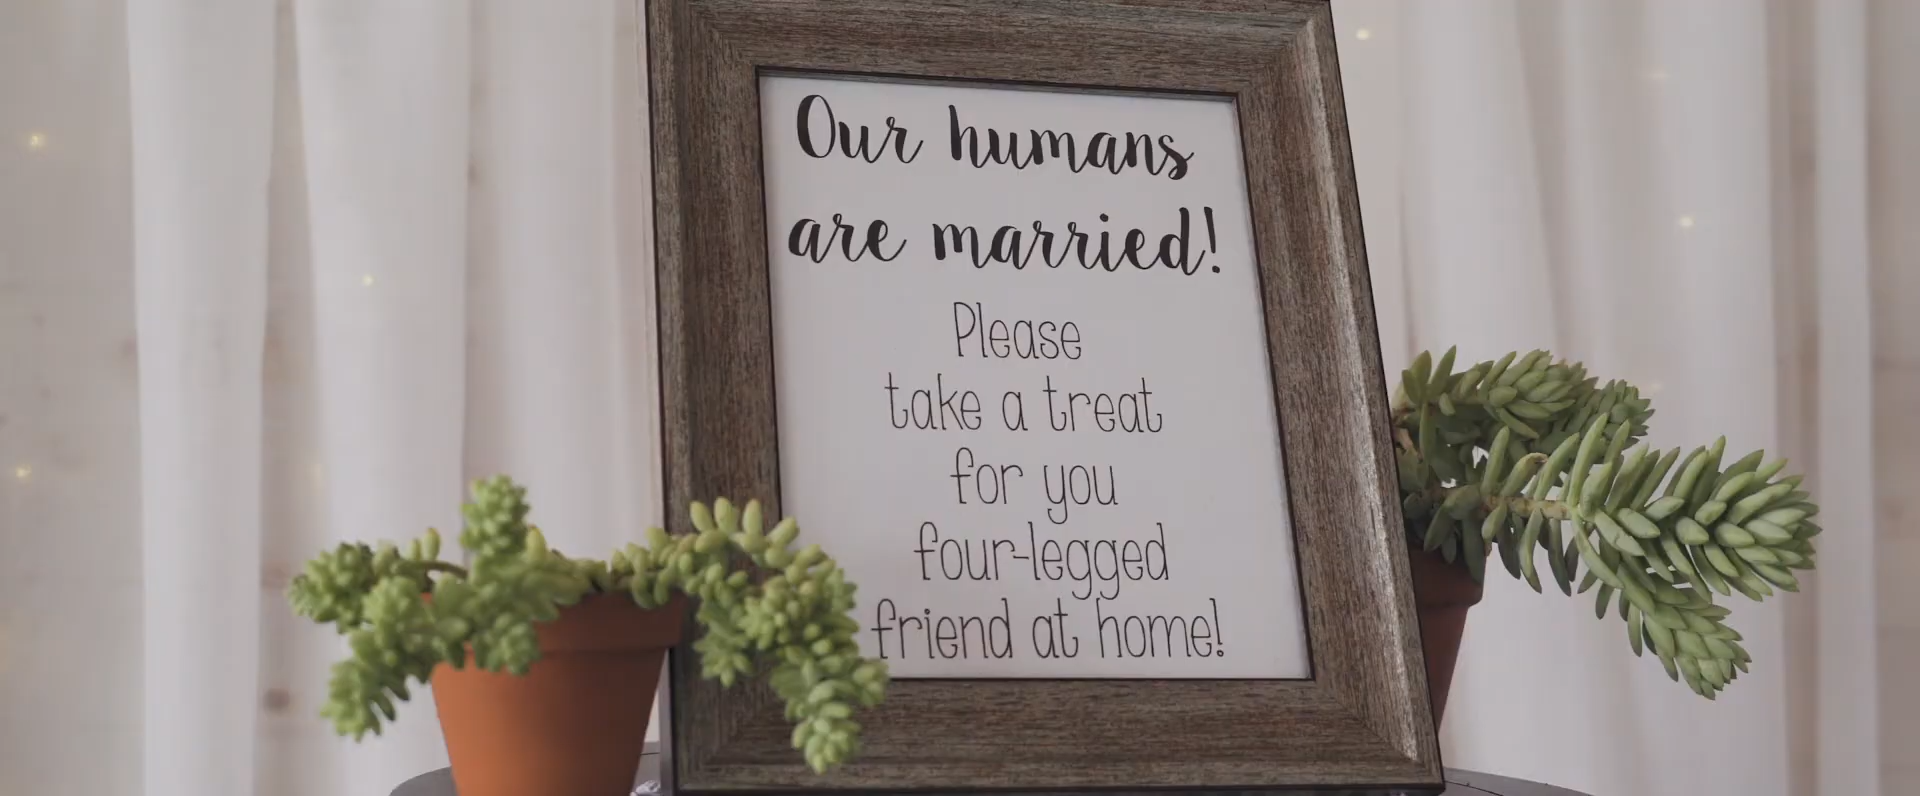 Our humans
are married!
Please
take a treat
for you
four-legged
friend at home!